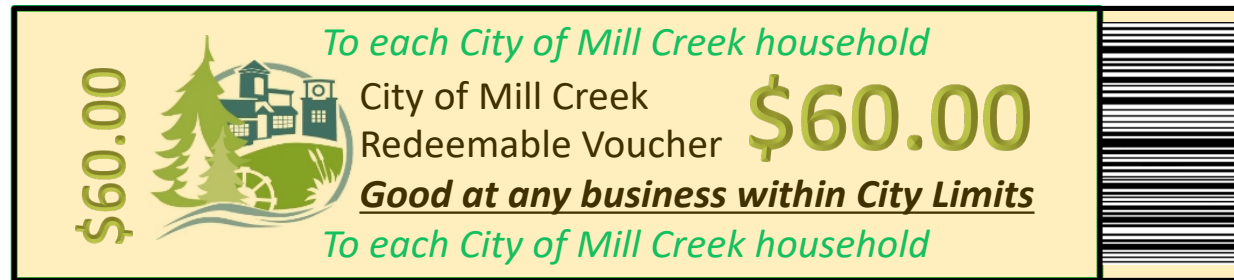 $60.00
To each City of Mill Creek household
City of Mill Creek
Redeemable Voucher
$60.00
Good at any business within City Limits
To each City of Mill Creek household